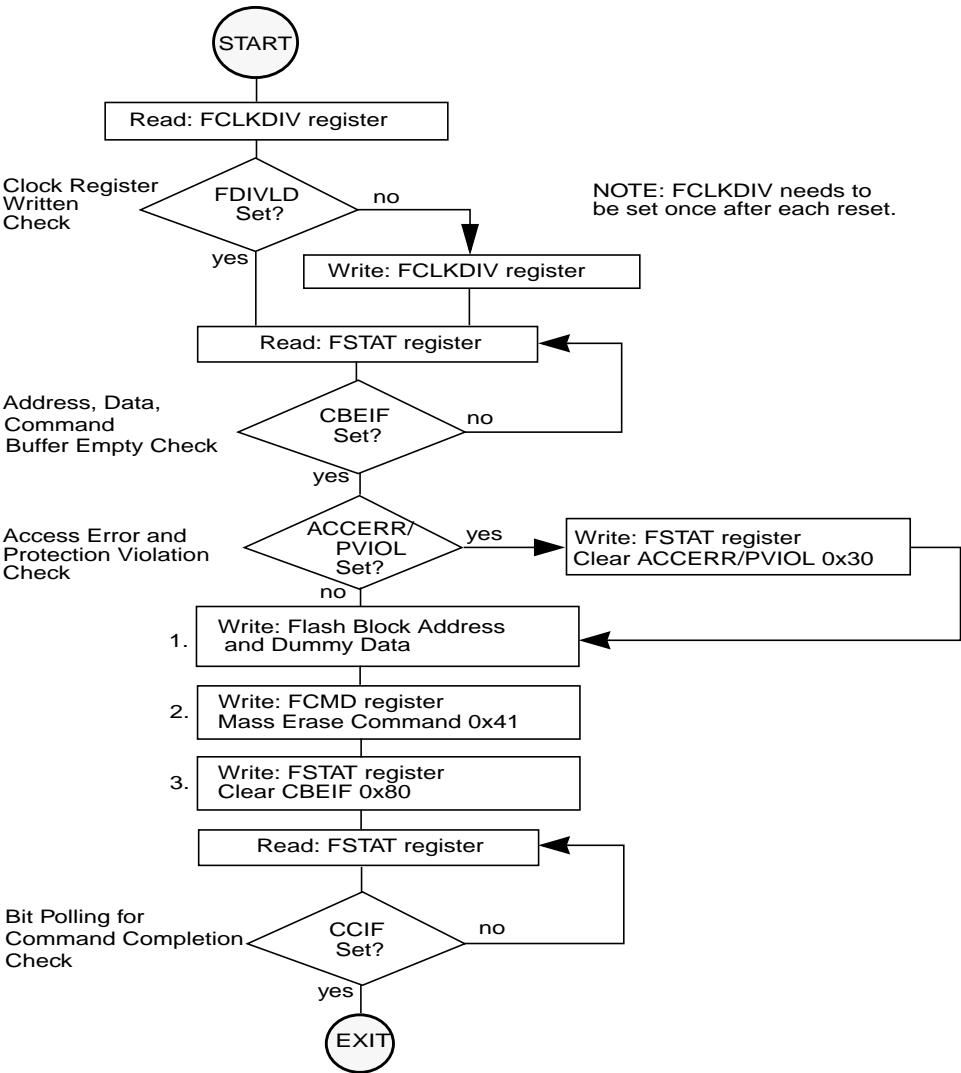 START
Read: FCLKDIV register
Clock Register
Written
Check
FDIVLD
Set?
no
NOTE: FCLKDIV needs to
be set once after each reset.
yes
Write: FCLKDIV register
Read: FSTAT register
Address, Data,
Command
Buffer Empty Check
CBEIF
Set?
no
yes
Access Error and
Protection Violation
Check
ACCERR/
PVIOL
Set?
yes
Write: FSTAT register
Clear ACCERR/PVIOL 0x30
no
1.
Write: Flash Block Address
and Dummy Data
2.
Write: FCMD register
Mass Erase Command 0x41
3.
Write: FSTAT register
Clear CBEIF 0x80
Read: FSTAT register
Bit Polling for
Command Completion
Check
CCIF
Set?
no
yes
EXIT